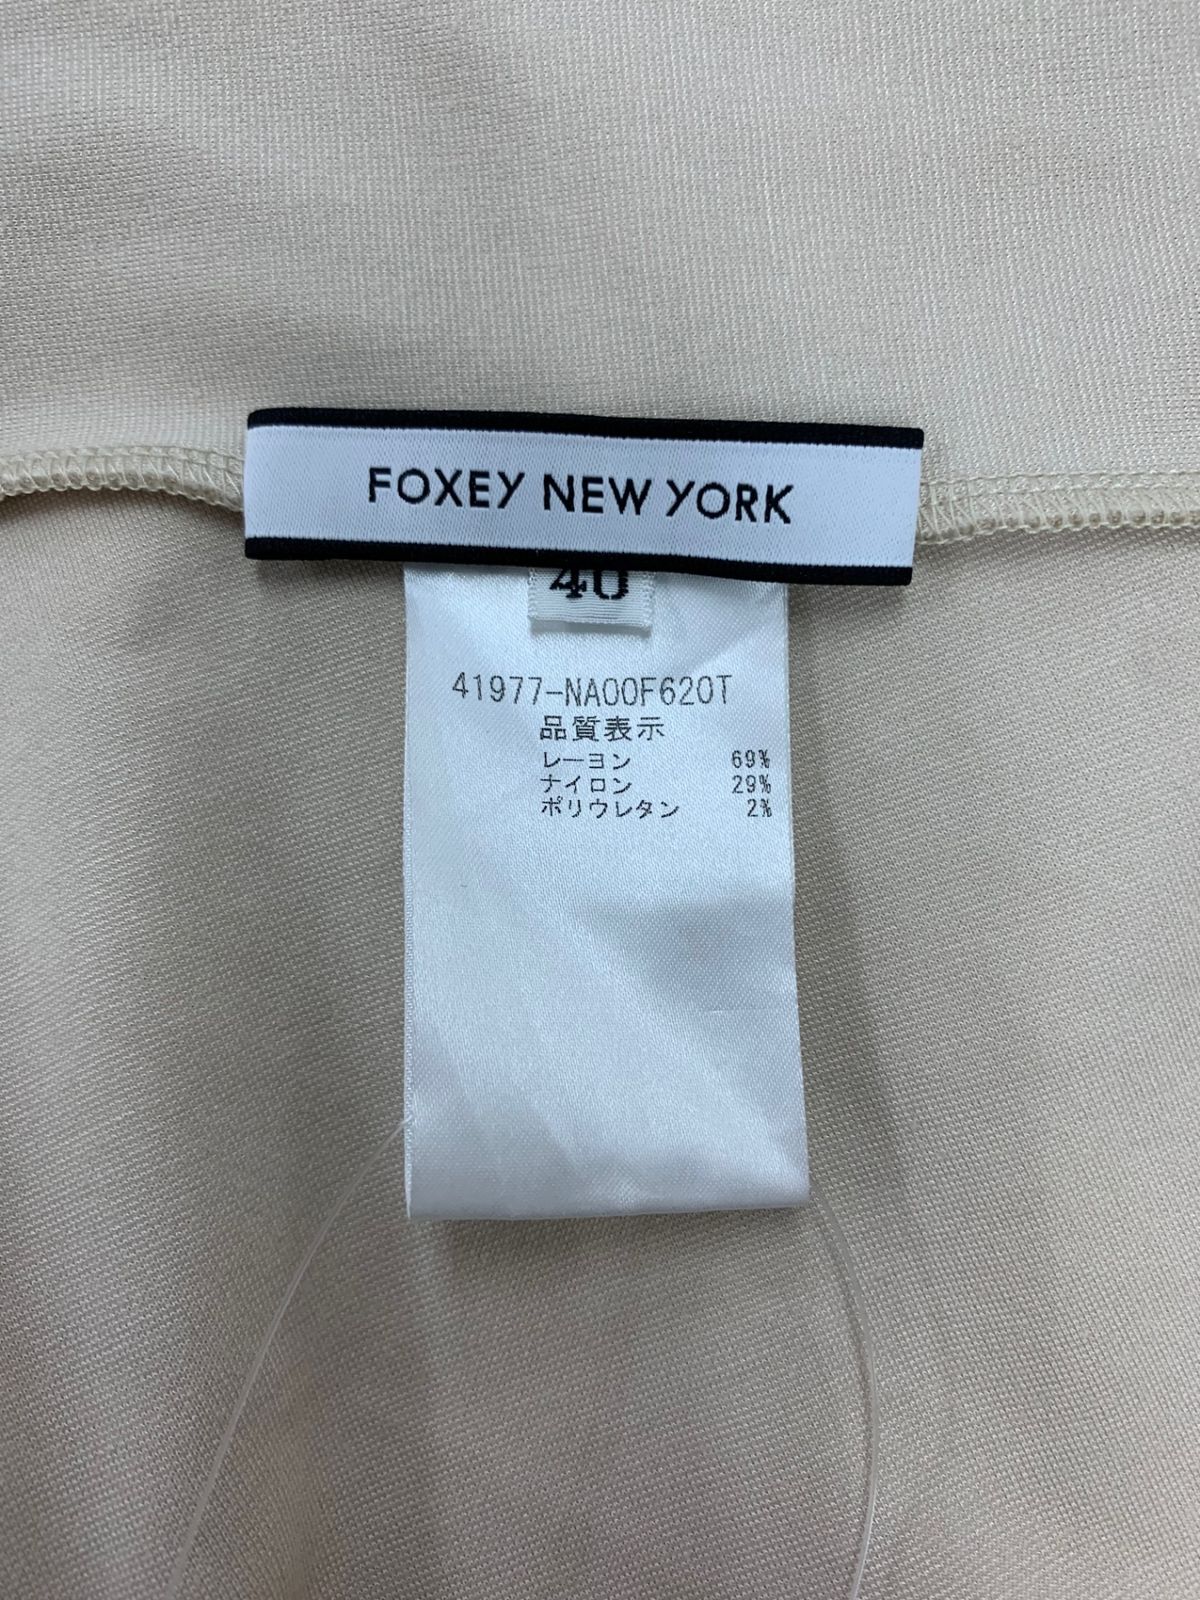 FOXEY NEW YORK
40
41977-NA00F620T
品質表示
レーヨン 69%
ナイロン 29%
ポリウレタン 2%